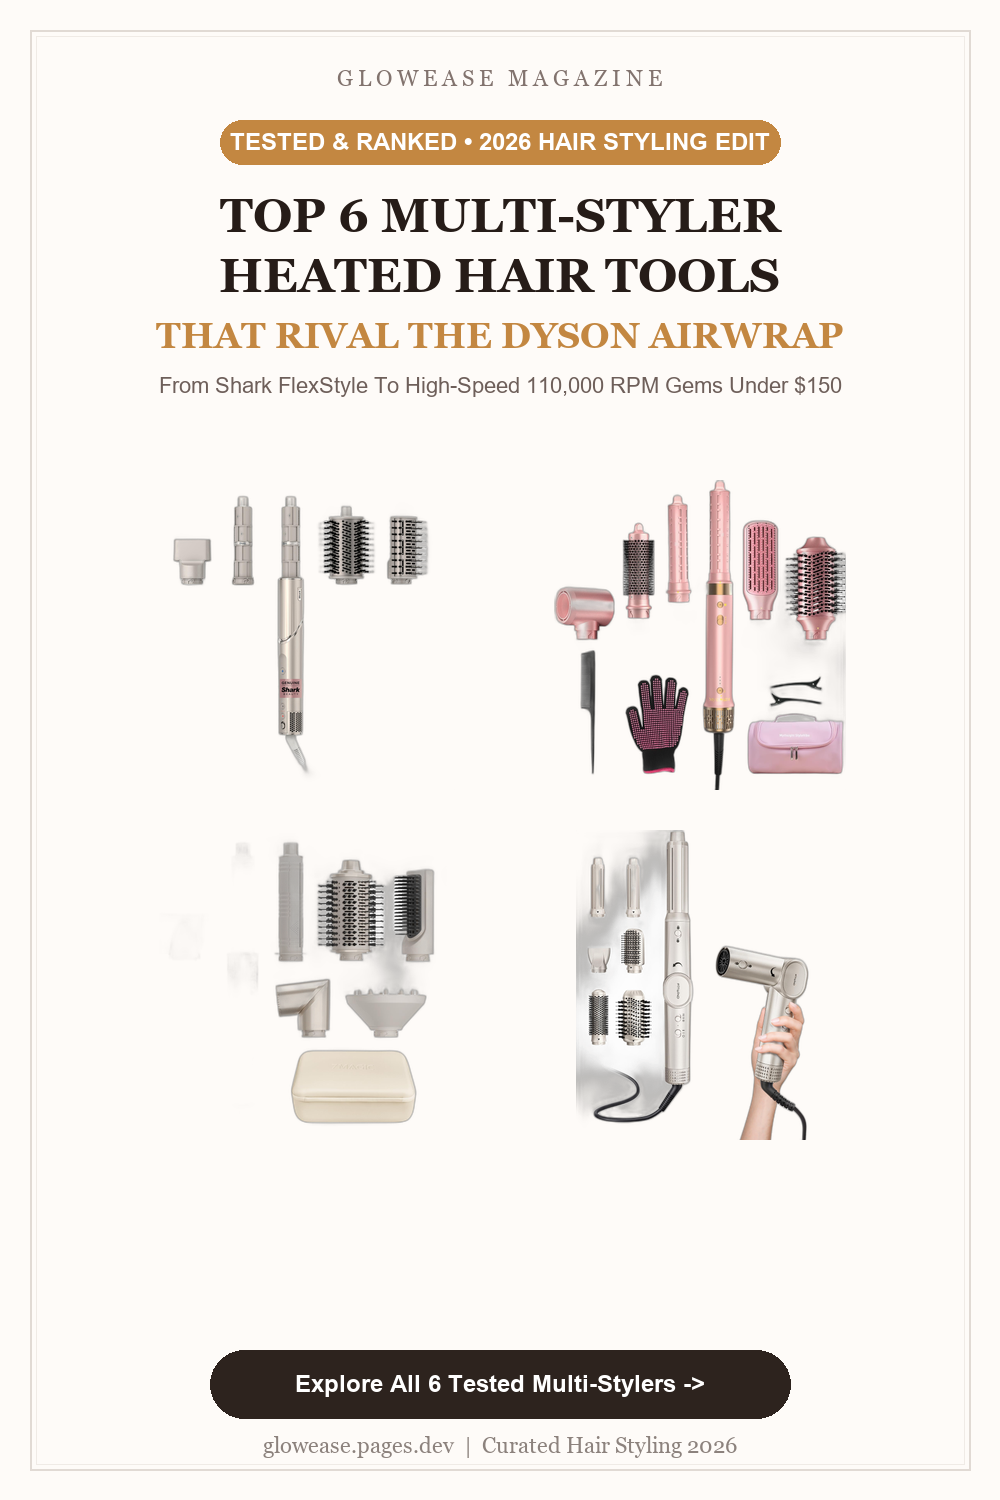 GLOWEASE MAGAZINE
TESTED & RANKED • 2026 HAIR STYLING EDIT
TOP 6 MULTI-STYLER
HEATED HAIR TOOLS
THAT RIVAL THE DYSON AIRWRAP
From Shark FlexStyle To High-Speed 110,000 RPM Gems Under $150
Shark
Explore All 6 Tested Multi-Stylers ->
glowease.pages.dev | Curated Hair Styling 2026